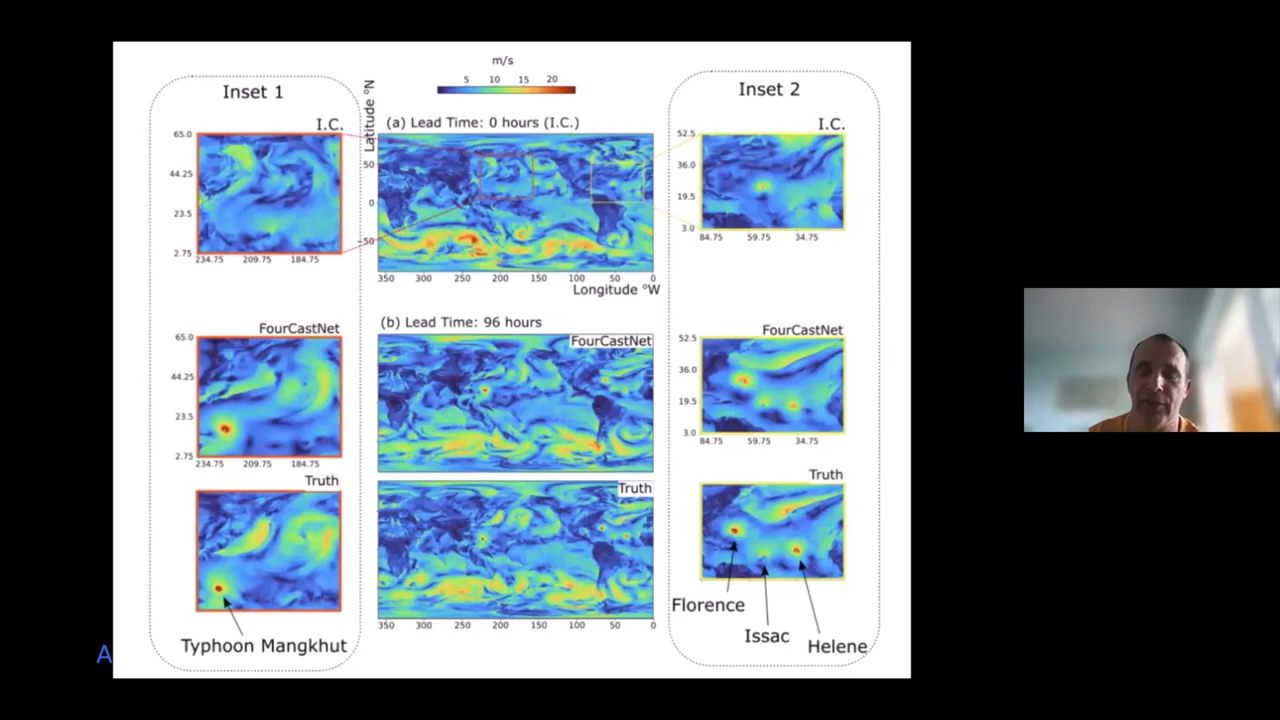 m/s
5 10 15 20
Inset 1
Inset 2
Latitude °N
I.C.
65.0
44.25
23.5
2.75
234.75 209.75 184.75
(a) Lead Time: 0 hours (I.C.)
50
0
−50
350 300 250 200 150 100 50 0
Longitude °W
I.C.
52.5
36.0
19.5
3.0
84.75 59.75 34.75
FourCastNet
65.0
44.25
23.5
2.75
234.75 209.75 184.75
(b) Lead Time: 96 hours
FourCastNet
FourCastNet
52.5
36.0
19.5
3.0
84.75 59.75 34.75
Truth
Typhoon Mangkhut
Truth
350 300 250 200 150 100 50 0
Truth
Florence
Issac
Helene
A